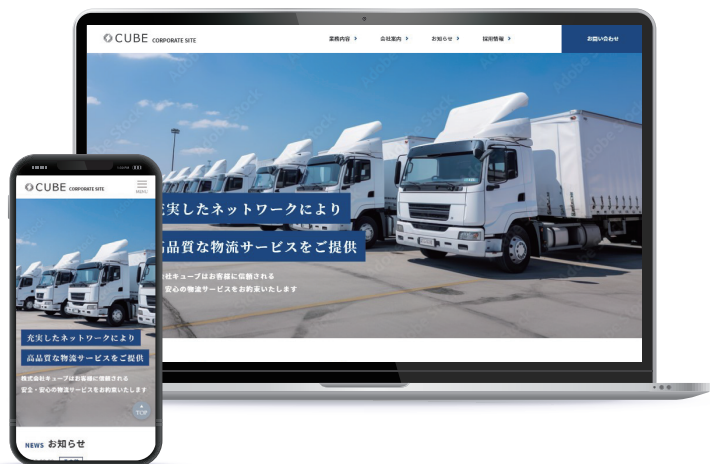 CUBE CORPORATE SITE
業務内容
会社案内
お知らせ
採用情報
お問い合わせ
充実したネットワークにより
高品質な物流サービスをご提供
会社キューブはお客様に信頼される
安心の物流サービスをお約束いたします
CUBE CORPORATE SITE
MENU
充実したネットワークにより
高品質な物流サービスをご提供
株式会社キューブはお客様に信頼される
安全・安心の物流サービスをお約束いたします
TOP
NEWS お知らせ
Adobe Stock